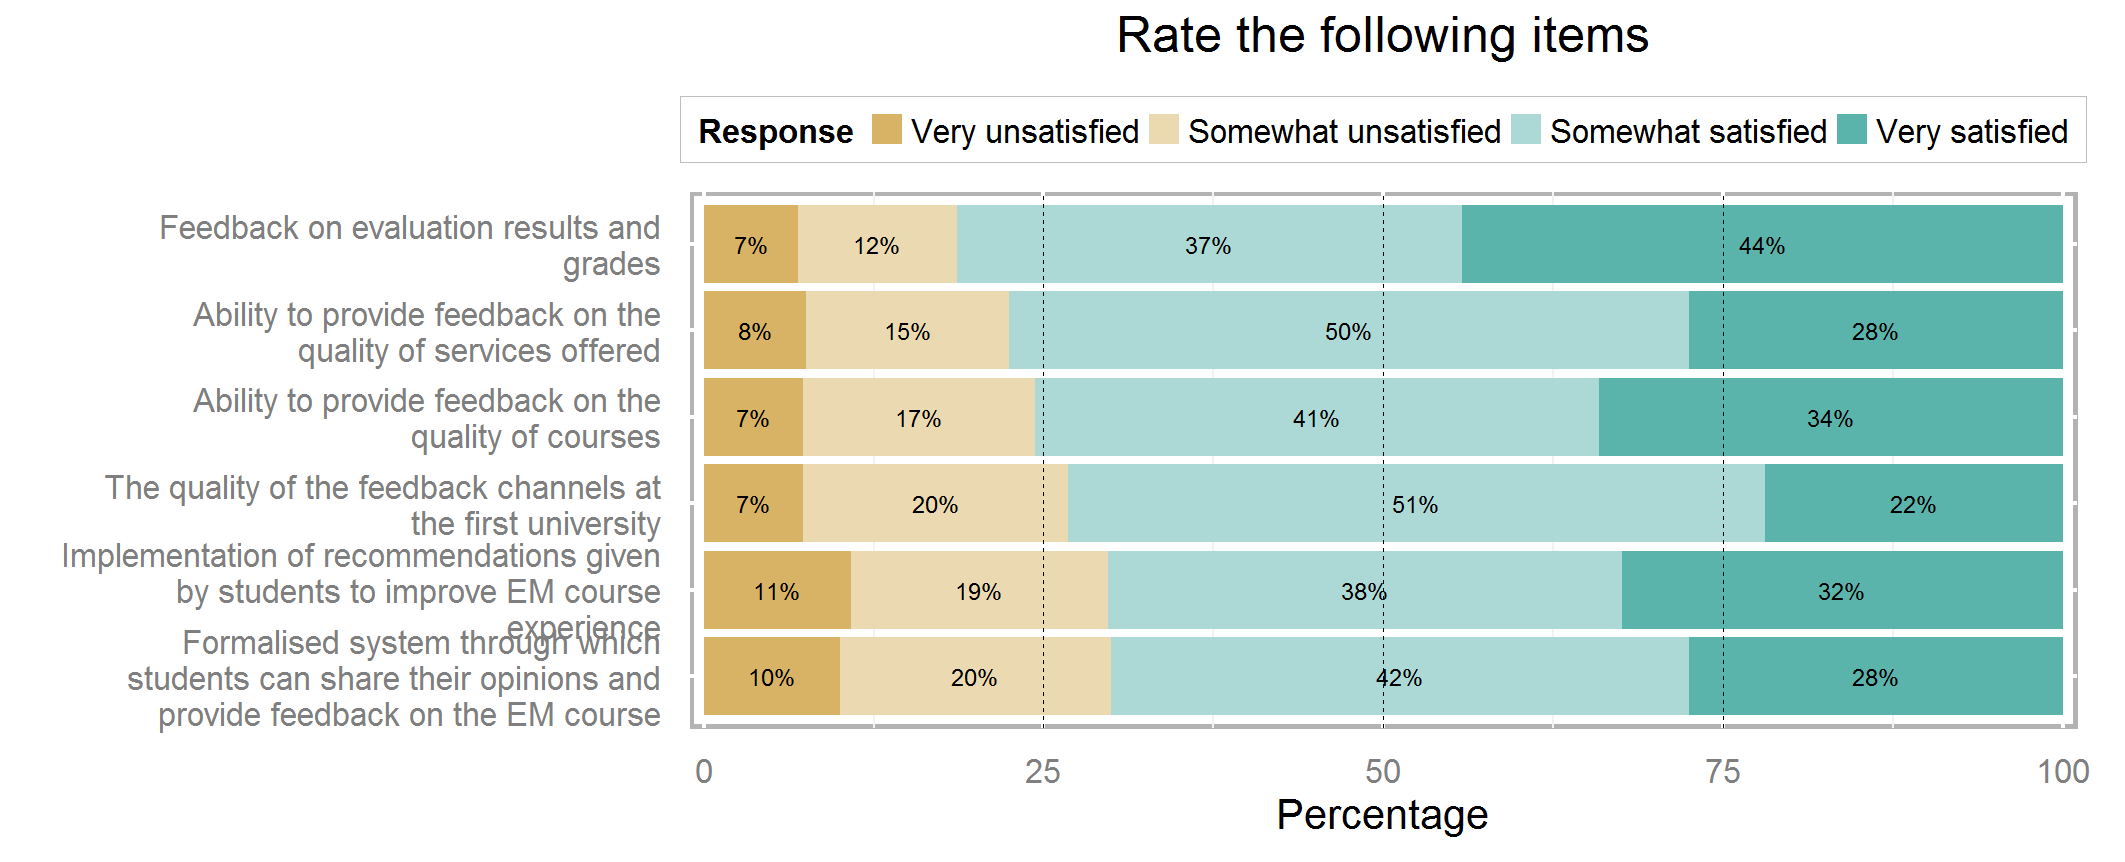 Rate the following items
Response Very unsatisfied Somewhat unsatisfied Somewhat satisfied Very satisfied
Feedback on evaluation results and
grades
7% 12% 37% 44%
Ability to provide feedback on the
quality of services offered
8% 15% 50% 28%
Ability to provide feedback on the
quality of courses
7% 17% 41% 34%
The quality of the feedback channels at
the first university
7% 20% 51% 22%
Implementation of recommendations given
by students to improve EM course
experience
11% 19% 38% 32%
Formalised system through which
students can share their opinions and
provide feedback on the EM course
10% 20% 42% 28%
0 25 50 75 100
Percentage